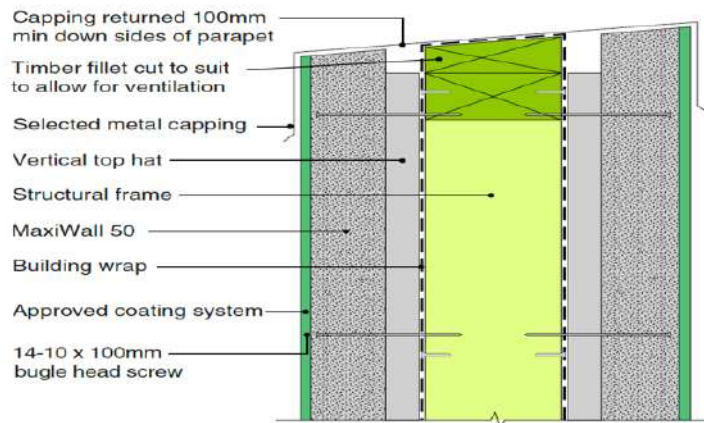 Capping returned 100mm
min down sides of parapet
Timber fillet cut to suit
to allow for ventilation
Selected metal capping
Vertical top hat
Structural frame
MaxiWall 50
Building wrap
Approved coating system
14-10 x 100mm
bugle head screw